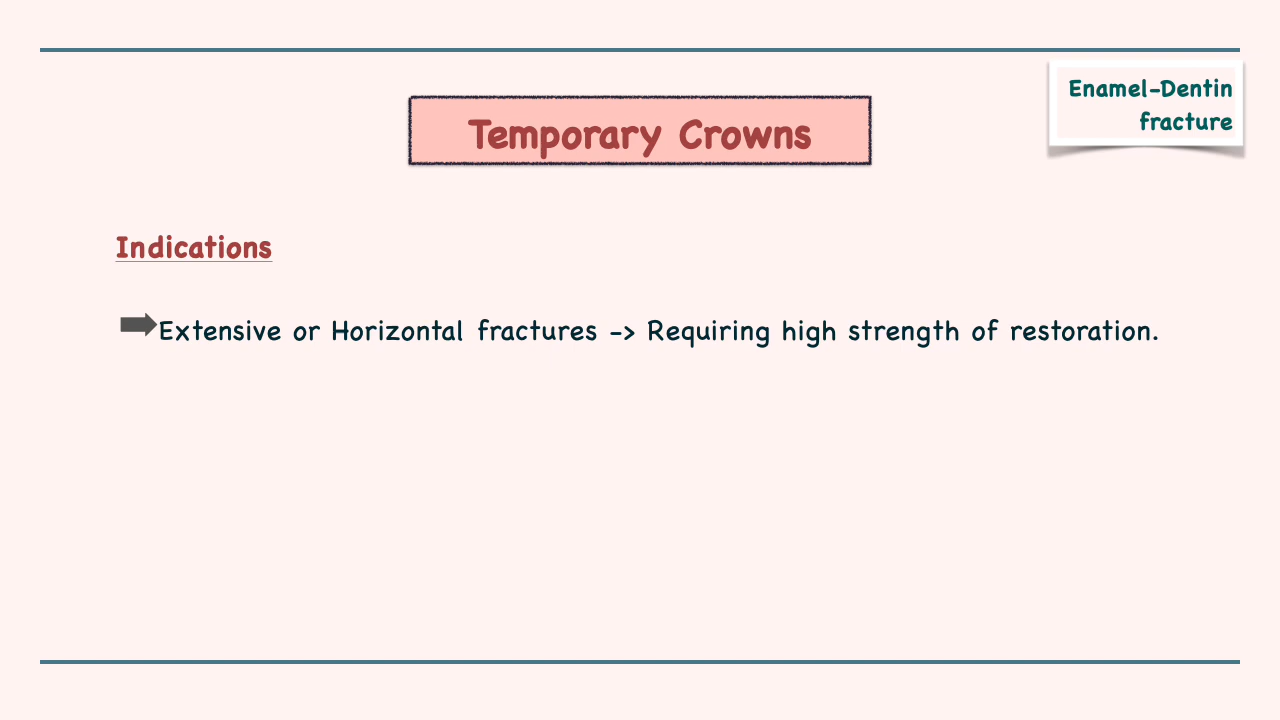 Enamel-Dentin
fracture
Temporary Crowns
Indications
Extensive or Horizontal fractures -> Requiring high strength of restoration.